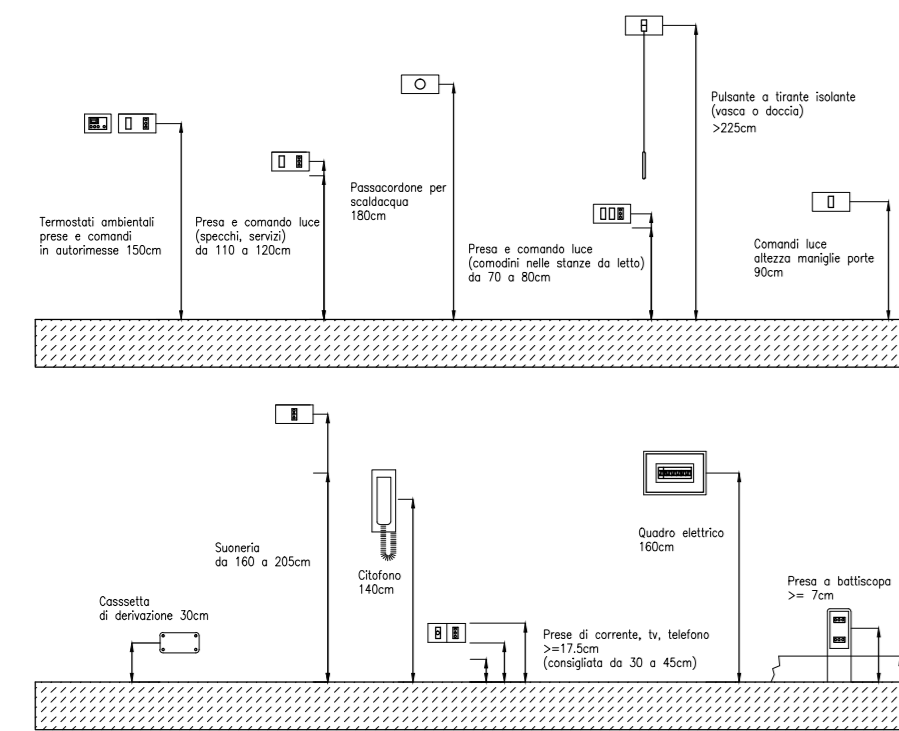 Pulsante a tirante isolante
(vasca o doccia)
>225cm
Passacordone per
scaldacqua
180cm
Termostati ambientali
prese e comandi
in autorimesse 150cm
Presa e comando luce
(specchi, servizi)
da 110 a 120cm
Presa e comando luce
(comodini nelle stanze da letto)
da 70 a 80cm
Comandi luce
altezza maniglie porte
90cm
Suoneria
da 160 a 205cm
Citofono
140cm
Quadro elettrico
160cm
Casssetta
di derivazione 30cm
Prese di corrente, tv, telefono
>=17.5cm
(consigliata da 30 a 45cm)
Presa a battiscopa
>= 7cm